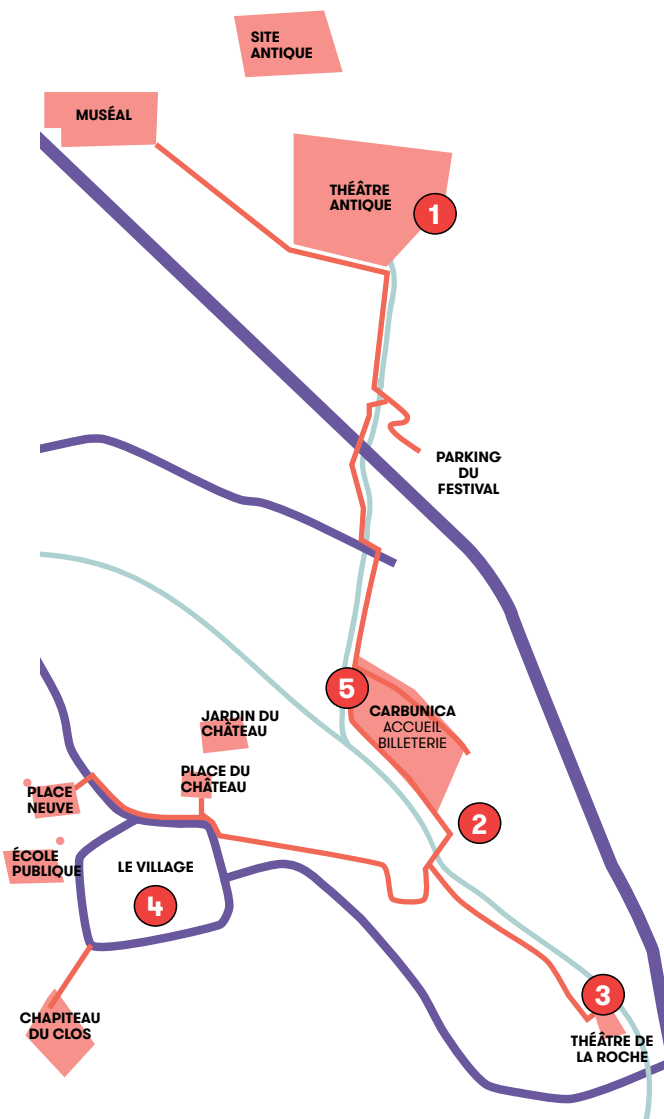 SITE
ANTIQUE
MUSÉAL
THÉÂTRE
ANTIQUE
1
PARKING
DU
FESTIVAL
5
CARBUNICA
ACCUEIL
BILLETERIE
JARDIN DU
CHÂTEAU
PLACE DU
CHÂTEAU
PLACE
NEUVE
2
ÉCOLE
PUBLIQUE
LE VILLAGE
4
3
CHAPITEAU
DU CLOS
THÉÂTRE DE
LA ROCHE